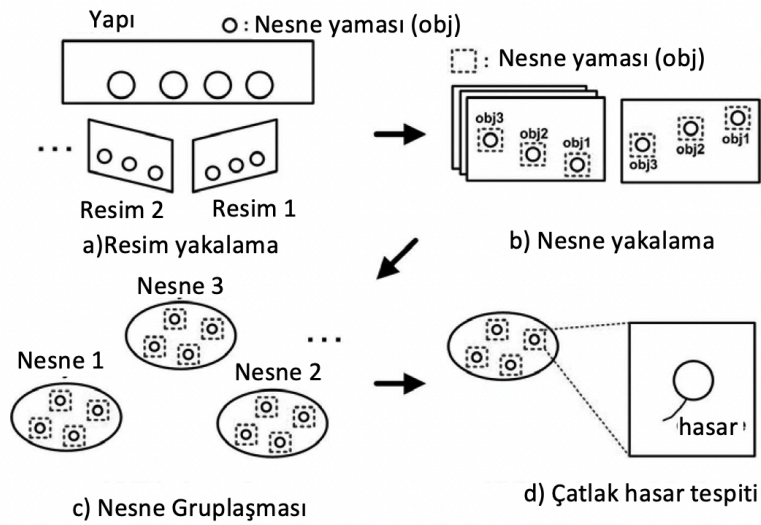 Yapı
: Nesne yaması (obj)
Resim 2
Resim 1
a)Resim yakalama
: Nesne yaması (obj)
obj3
obj2
obj1
obj3
obj2
obj1
b) Nesne yakalama
Nesne 3
Nesne 1
Nesne 2
c) Nesne Gruplaşması
hasar
d) Çatlak hasar tespiti